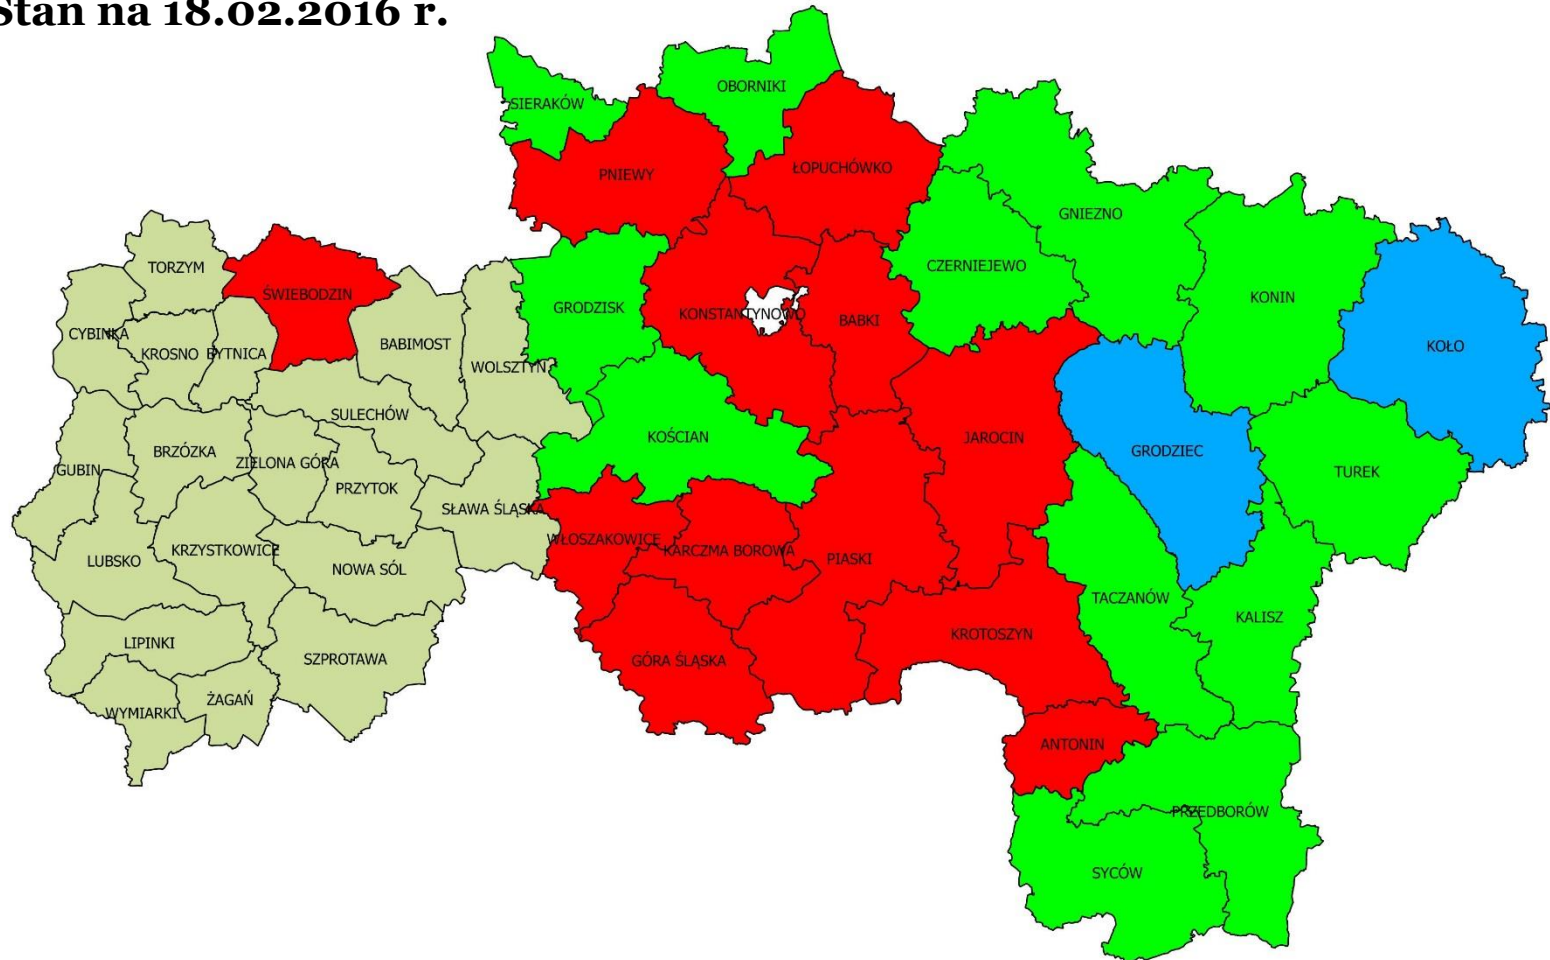 Stan na 18.02.2016 r.
OBORNIKI
SIERAKÓW
ŁOPUCHÓWKO
PNIEWY
GNIEZNO
TORZYM
CZERNIEJEWO
ŚWIEBODZIN
KONIN
GRODZISK
KONSTANTYNOWO
BABKI
CYBINKA
BABIMOST
KOŁO
KROSNO
BYTNICA
WOLSZTYN
SULECHÓW
KOŚCIAN
JAROCIN
BRZÓZKA
GRODZIEC
ZIELONA GÓRA
GUBIN
TUREK
PRZYTOK
SŁAWA ŚLĄSKA
WŁOSZAKOWICE
KRZYSTKOWICE
KARCZMA BOROWA
PIASKI
LUBSKO
NOWA SÓL
TACZANÓW
KALISZ
KROTOSZYN
LIPINKI
SZPROTAWA
GÓRA ŚLĄSKA
ŻAGAŃ
WYMIARKI
ANTONIN
PRZEDBORÓW
SYCÓW